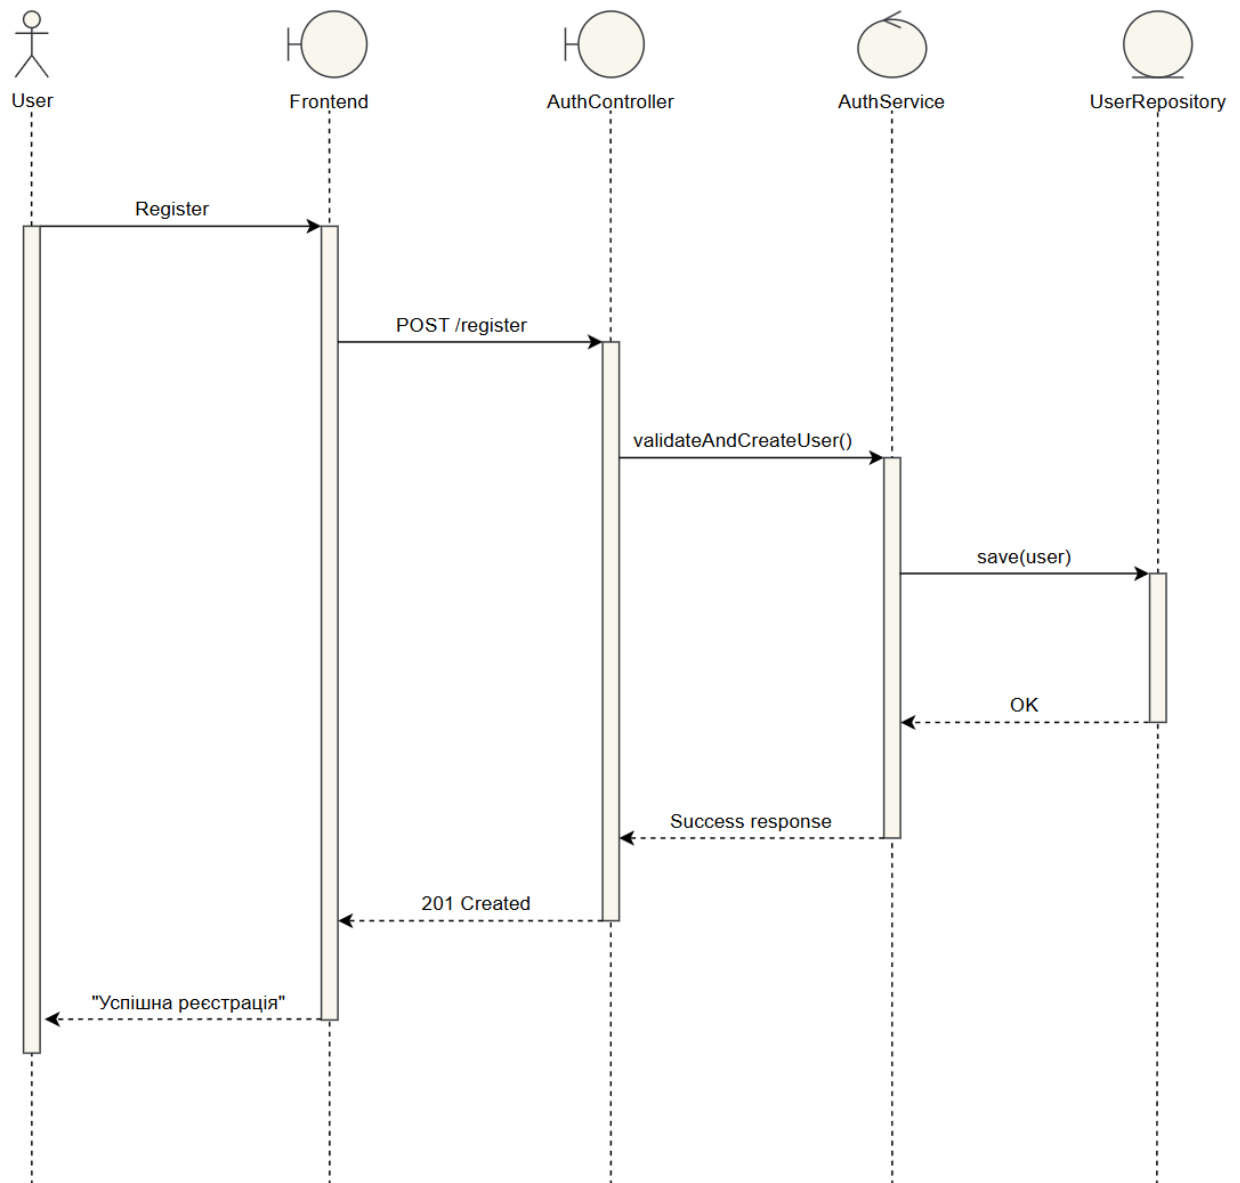 User
Frontend
AuthController
AuthService
UserRepository
Register
POST /register
validateAndCreateUser()
save(user)
OK
Success response
201 Created
"Успішна реєстрація"